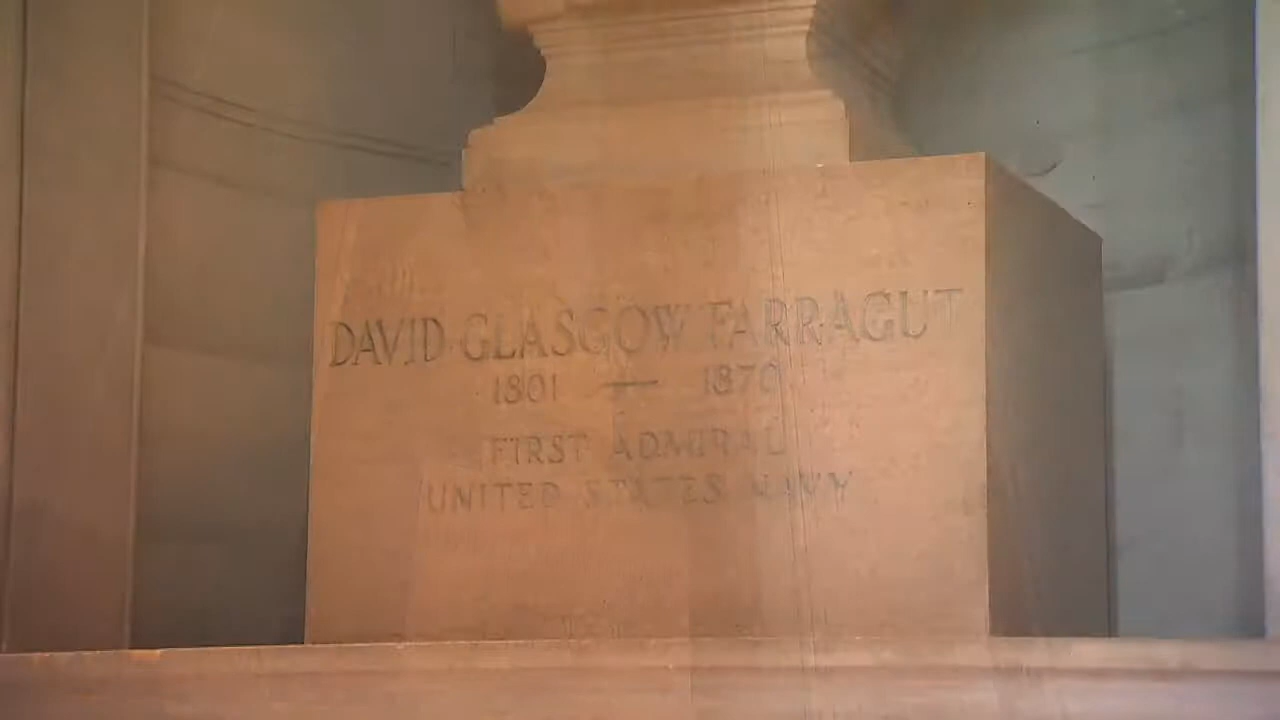 DAVID GLASGOW FARRAGUT
1801 — 1870
FIRST ADMIRAL
UNITED STATES NAVY